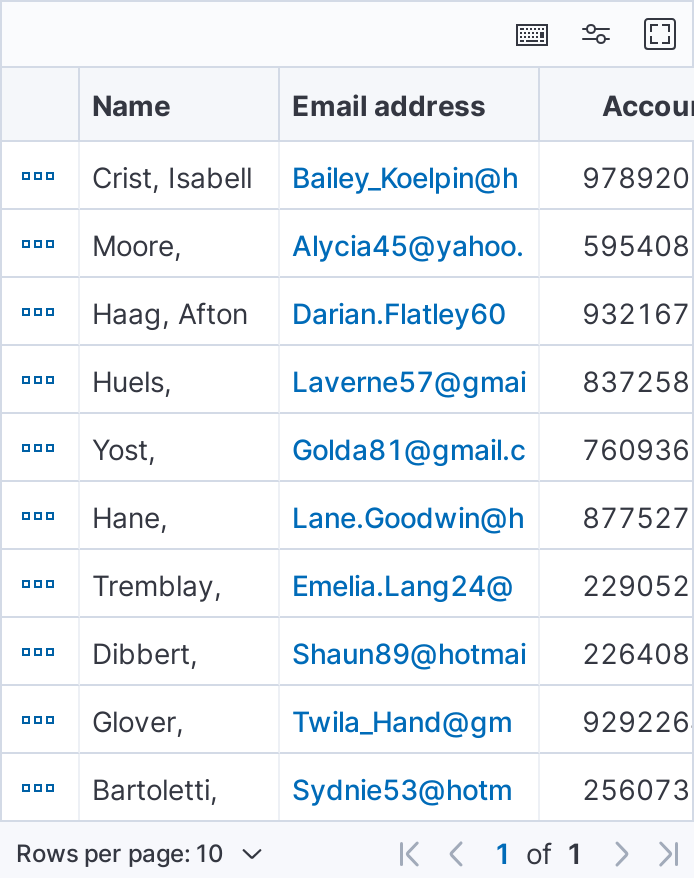 Name Email address Accour
Crist, Isabell Bailey_Koelpin@h 978920
Moore, Alycia45@yahoo. 595408
Haag, Afton Darian.Flatley60 932167
Huels, Laverne57@gmai 837258
Yost, Golda81@gmail.c 760936
Hane, Lane.Goodwin@h 877527
Tremblay, Emelia.Lang24@ 229052
Dibbert, Shaun89@hotmai 226408
Glover, Twila_Hand@gm 929226
Bartoletti, Sydnie53@hotm 256073
Rows per page: 10 1 of 1